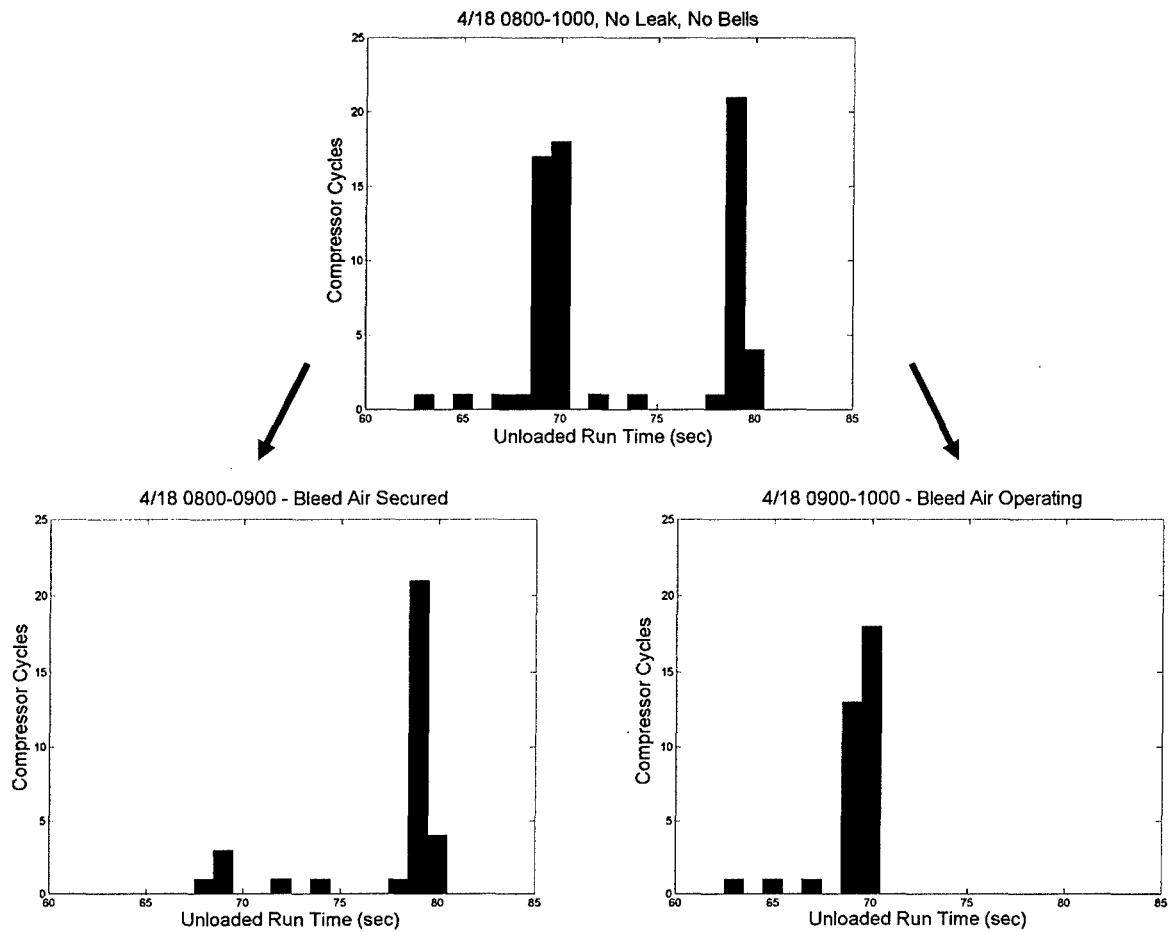 4/18 0800-1000, No Leak, No Bells
25
20
15
10
5
0
Compressor Cycles
60 65 70 75 80 85
Unloaded Run Time (sec)
4/18 0800-0900 - Bleed Air Secured
25
20
15
10
5
0
Compressor Cycles
60 65 70 75 80 85
Unloaded Run Time (sec)
4/18 0900-1000 - Bleed Air Operating
25
20
15
10
5
0
Compressor Cycles
60 65 70 75 80 85
Unloaded Run Time (sec)